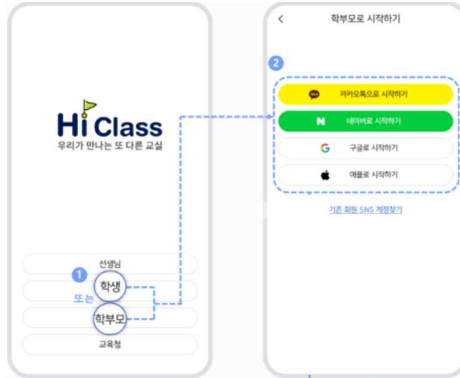 Hi Class
우리가 만나는 또 다른 교실
선생님
1
학생
또는
학부모
교육청
학부모로 시작하기
2
카카오톡으로 시작하기
네이버로 시작하기
구글로 시작하기
애플로 시작하기
기존 회원 SNS 계정찾기